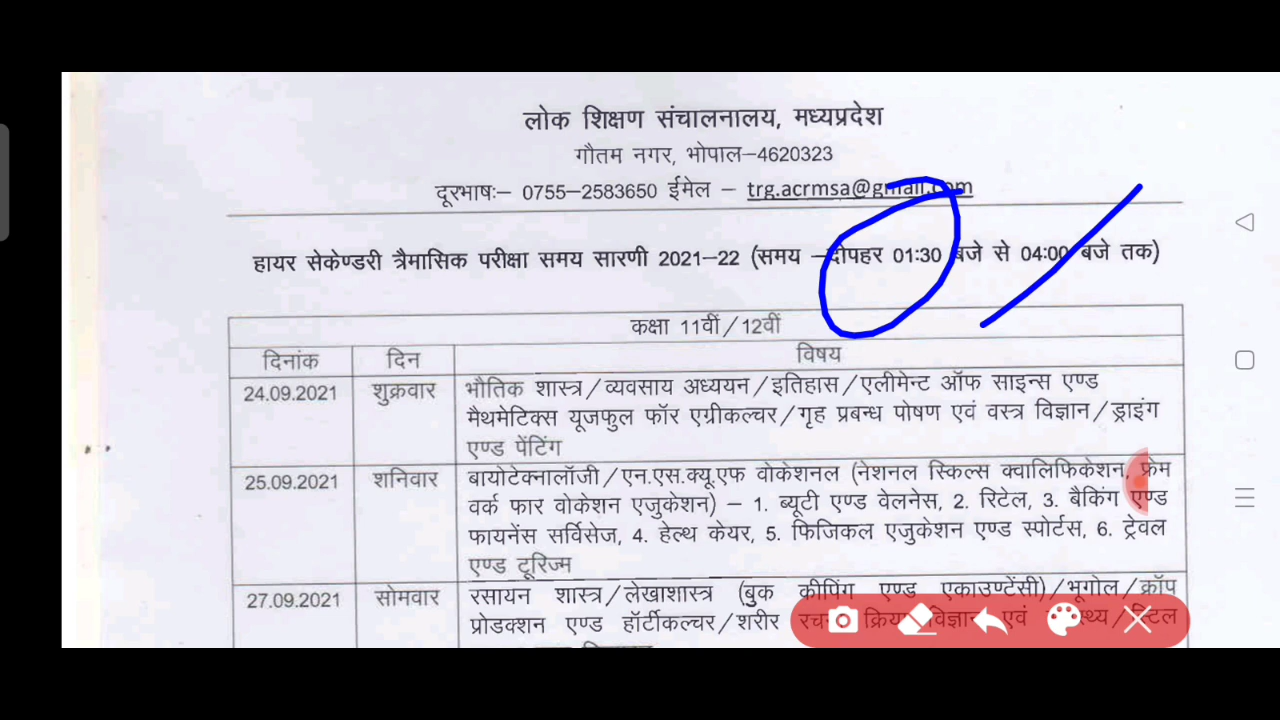 लोक शिक्षण संचालनालय, मध्यप्रदेश
गौतम नगर, भोपाल–4620323
दूरभाषः– 0755–2583650 ईमेल – trg.acrmsa@gmail.com
हायर सेकेण्डरी त्रैमासिक परीक्षा समय सारणी 2021–22 (समय –दोपहर 01:30 बजे से 04:00 बजे तक)
कक्षा 11वीं/12वीं
दिनांक दिन विषय
24.09.2021 शुक्रवार भौतिक शास्त्र/व्यवसाय अध्ययन/इतिहास/एलीमेन्ट ऑफ साइन्स एण्ड
मैथमेटिक्स यूजफुल फॉर एग्रीकल्चर/गृह प्रबन्ध पोषण एवं वस्त्र विज्ञान/ड्राइंग
एण्ड पेंटिंग
25.09.2021 शनिवार बायोटेक्नालॉजी/एन.एस.क्यू.एफ वोकेशनल (नेशनल स्किल्स क्वालिफिकेशन, फ्रेम
वर्क फार वोकेशन एजुकेशन) – 1. ब्यूटी एण्ड वेलनेस, 2. रिटेल, 3. बैकिंग एण्ड
फायनेंस सर्विसेज, 4. हेल्थ केयर, 5. फिजिकल एजुकेशन एण्ड स्पोर्टस, 6. ट्रेवल
एण्ड टूरिज्म
27.09.2021 सोमवार रसायन शास्त्र/लेखाशास्त्र (बुक कीपिंग एण्ड एकाउण्टेंसी)/भूगोल/क्रॉप
प्रोडक्शन एण्ड हॉर्टीकल्चर/शरीर क्रिया विज्ञान एवं